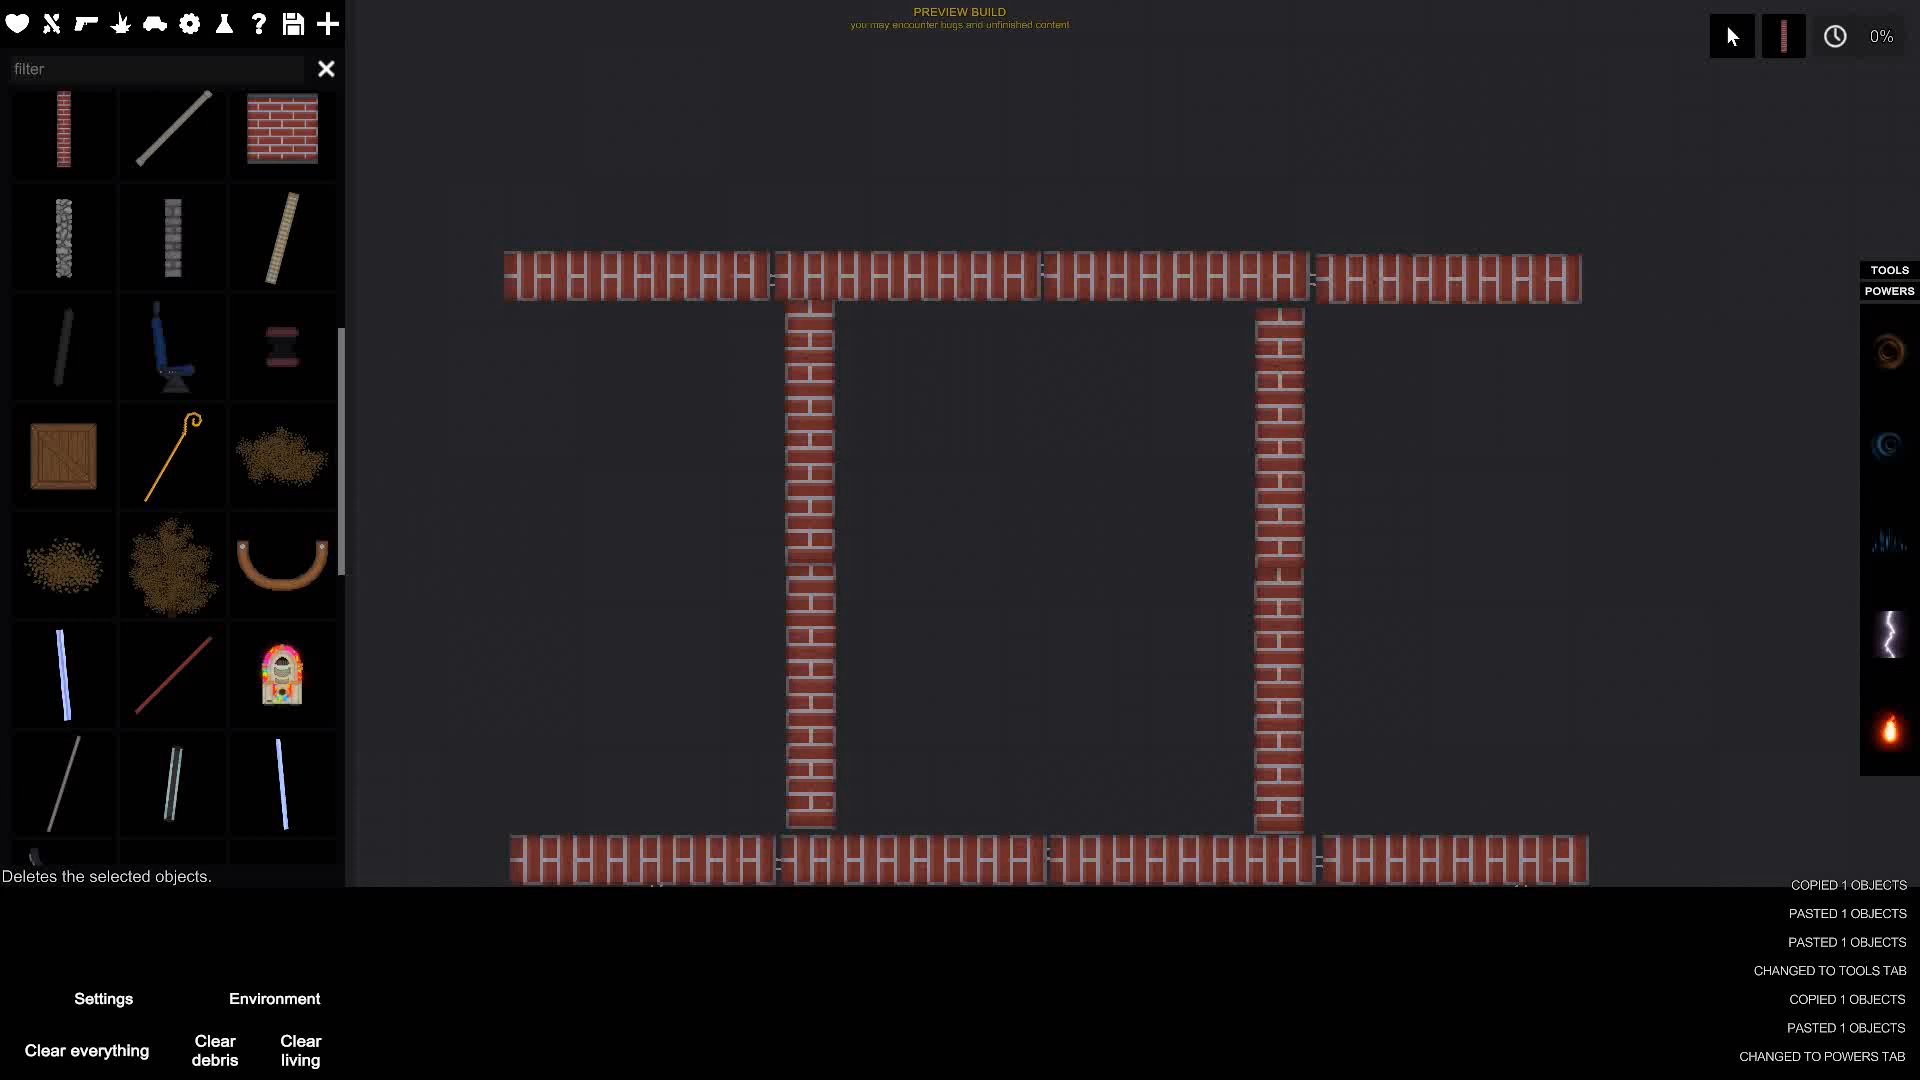 PREVIEW BUILD
you may encounter bugs and unfinished content
0%
filter
TOOLS
POWERS
Deletes the selected objects.
COPIED 1 OBJECTS
PASTED 1 OBJECTS
PASTED 1 OBJECTS
CHANGED TO TOOLS TAB
COPIED 1 OBJECTS
PASTED 1 OBJECTS
CHANGED TO POWERS TAB
Settings
Environment
Clear everything
Clear
debris
Clear
living